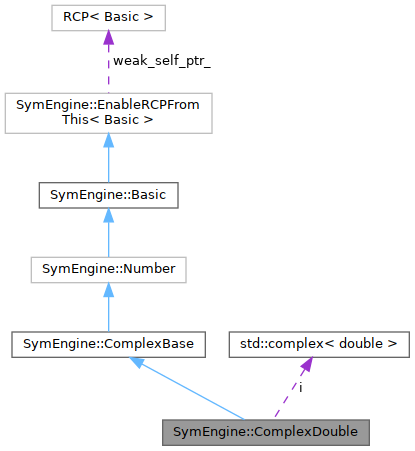 RCP< Basic >
weak_self_ptr_
SymEngine::EnableRCPFrom
This< Basic >
SymEngine::Basic
SymEngine::Number
SymEngine::ComplexBase
std::complex< double >
i
SymEngine::ComplexDouble